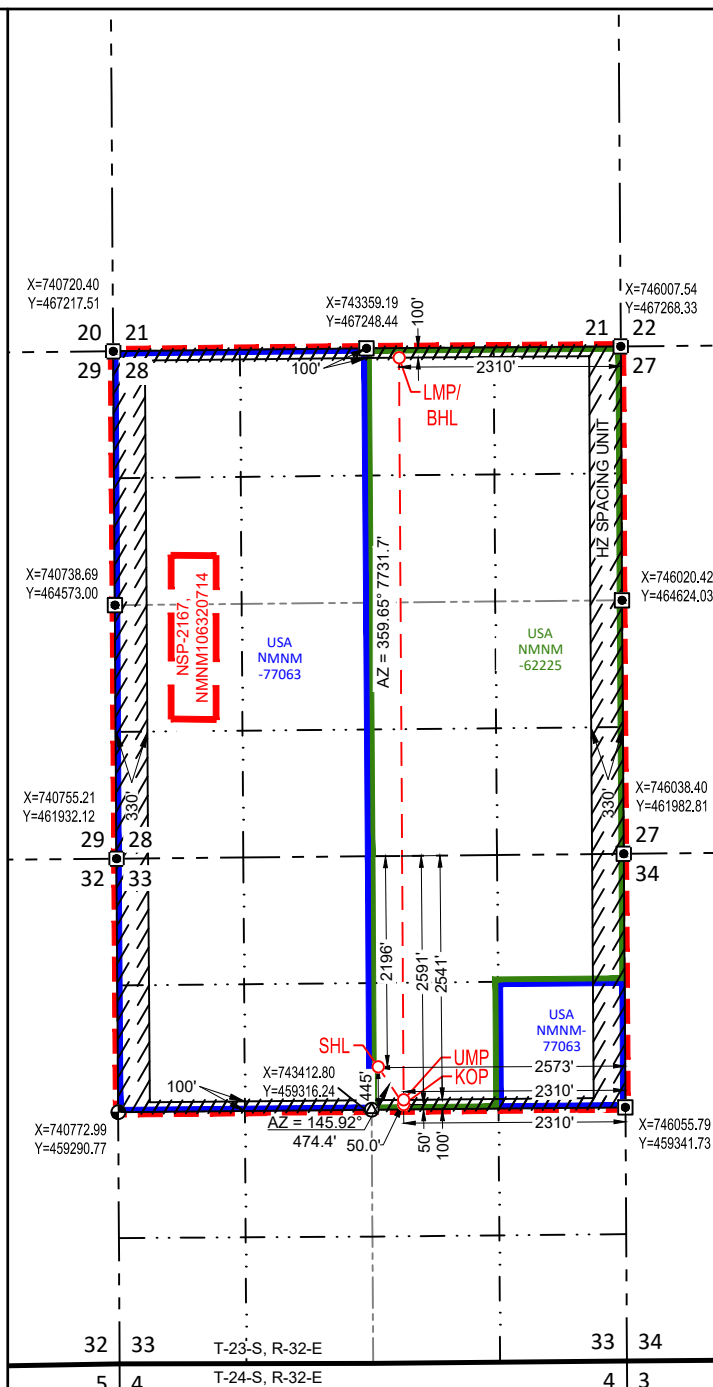 X=740720.40
Y=467217.51
X=743359.19
Y=467248.44
X=746007.54
Y=467268.33
20 21
29 28
21 22
27
100'
100'
2310'
LMP/
BHL
HZ SPACING UNIT
X=740738.69
Y=464573.00
X=746020.42
Y=464624.03
NSP-2167,
NMNM106320714
USA
NMNM
-77063
AZ = 359.65° 7731.7'
USA
NMNM
-62225
X=740755.21
Y=461932.12
330'
330'
X=746038.40
Y=461982.81
29 28
32 33
27
34
2196'
2591'
2541'
USA
NMNM-
77063
SHL
UMP
KOP
2573'
2310'
2310'
445'
100'
X=743412.80
Y=459316.24
AZ = 145.92°
474.4'
50.0'
50'
100'
X=740772.99
Y=459290.77
X=746055.79
Y=459341.73
32 33
T-23-S, R-32-E
33 34
5 4
T-24-S, R-32-E
4 3